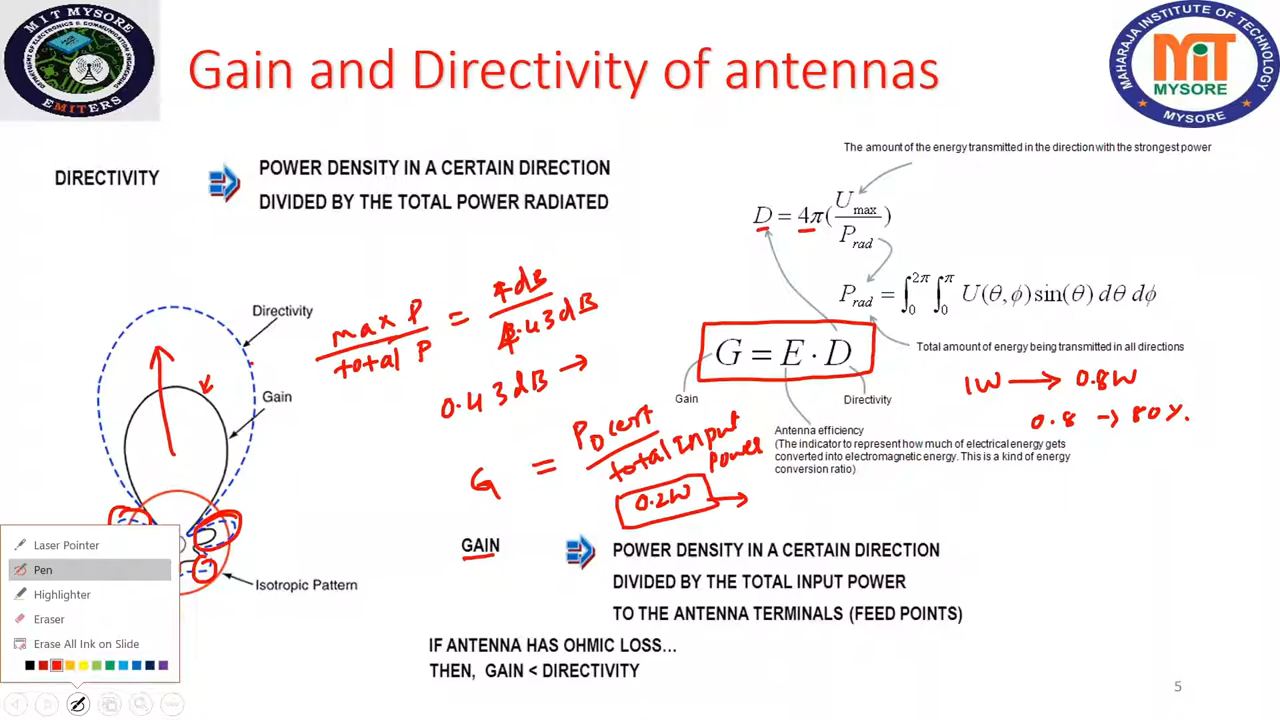 MIT MYSORE
EMITERS
Gain and Directivity of antennas
MAHARAJA INSTITUTE OF TECHNOLOGY
MiT
MYSORE
MYSORE
The amount of the energy transmitted in the direction with the strongest power
DIRECTIVITY
POWER DENSITY IN A CERTAIN DIRECTION
DIVIDED BY THE TOTAL POWER RADIATED
D = 4π(Umax/Prad)
Prad = ∫₀^2π ∫₀^π U(θ,ϕ)sin(θ) dθ dϕ
Total amount of energy being transmitted in all directions
G = E · D
Gain
Directivity
Antenna efficiency
(The indicator to represent how much of electrical energy gets
converted into electromagnetic energy. This is a kind of energy
conversion ratio)
1W → 0.8W
0.8 → 80%.
Directivity
Gain
Isotropic Pattern
max P / total P =
0.43dB →
G = PD cert / total Input Power
0.2W →
GAIN
POWER DENSITY IN A CERTAIN DIRECTION
DIVIDED BY THE TOTAL INPUT POWER
TO THE ANTENNA TERMINALS (FEED POINTS)
IF ANTENNA HAS OHMIC LOSS...
THEN, GAIN < DIRECTIVITY
Laser Pointer
Pen
Highlighter
Eraser
Erase All Ink on Slide
5